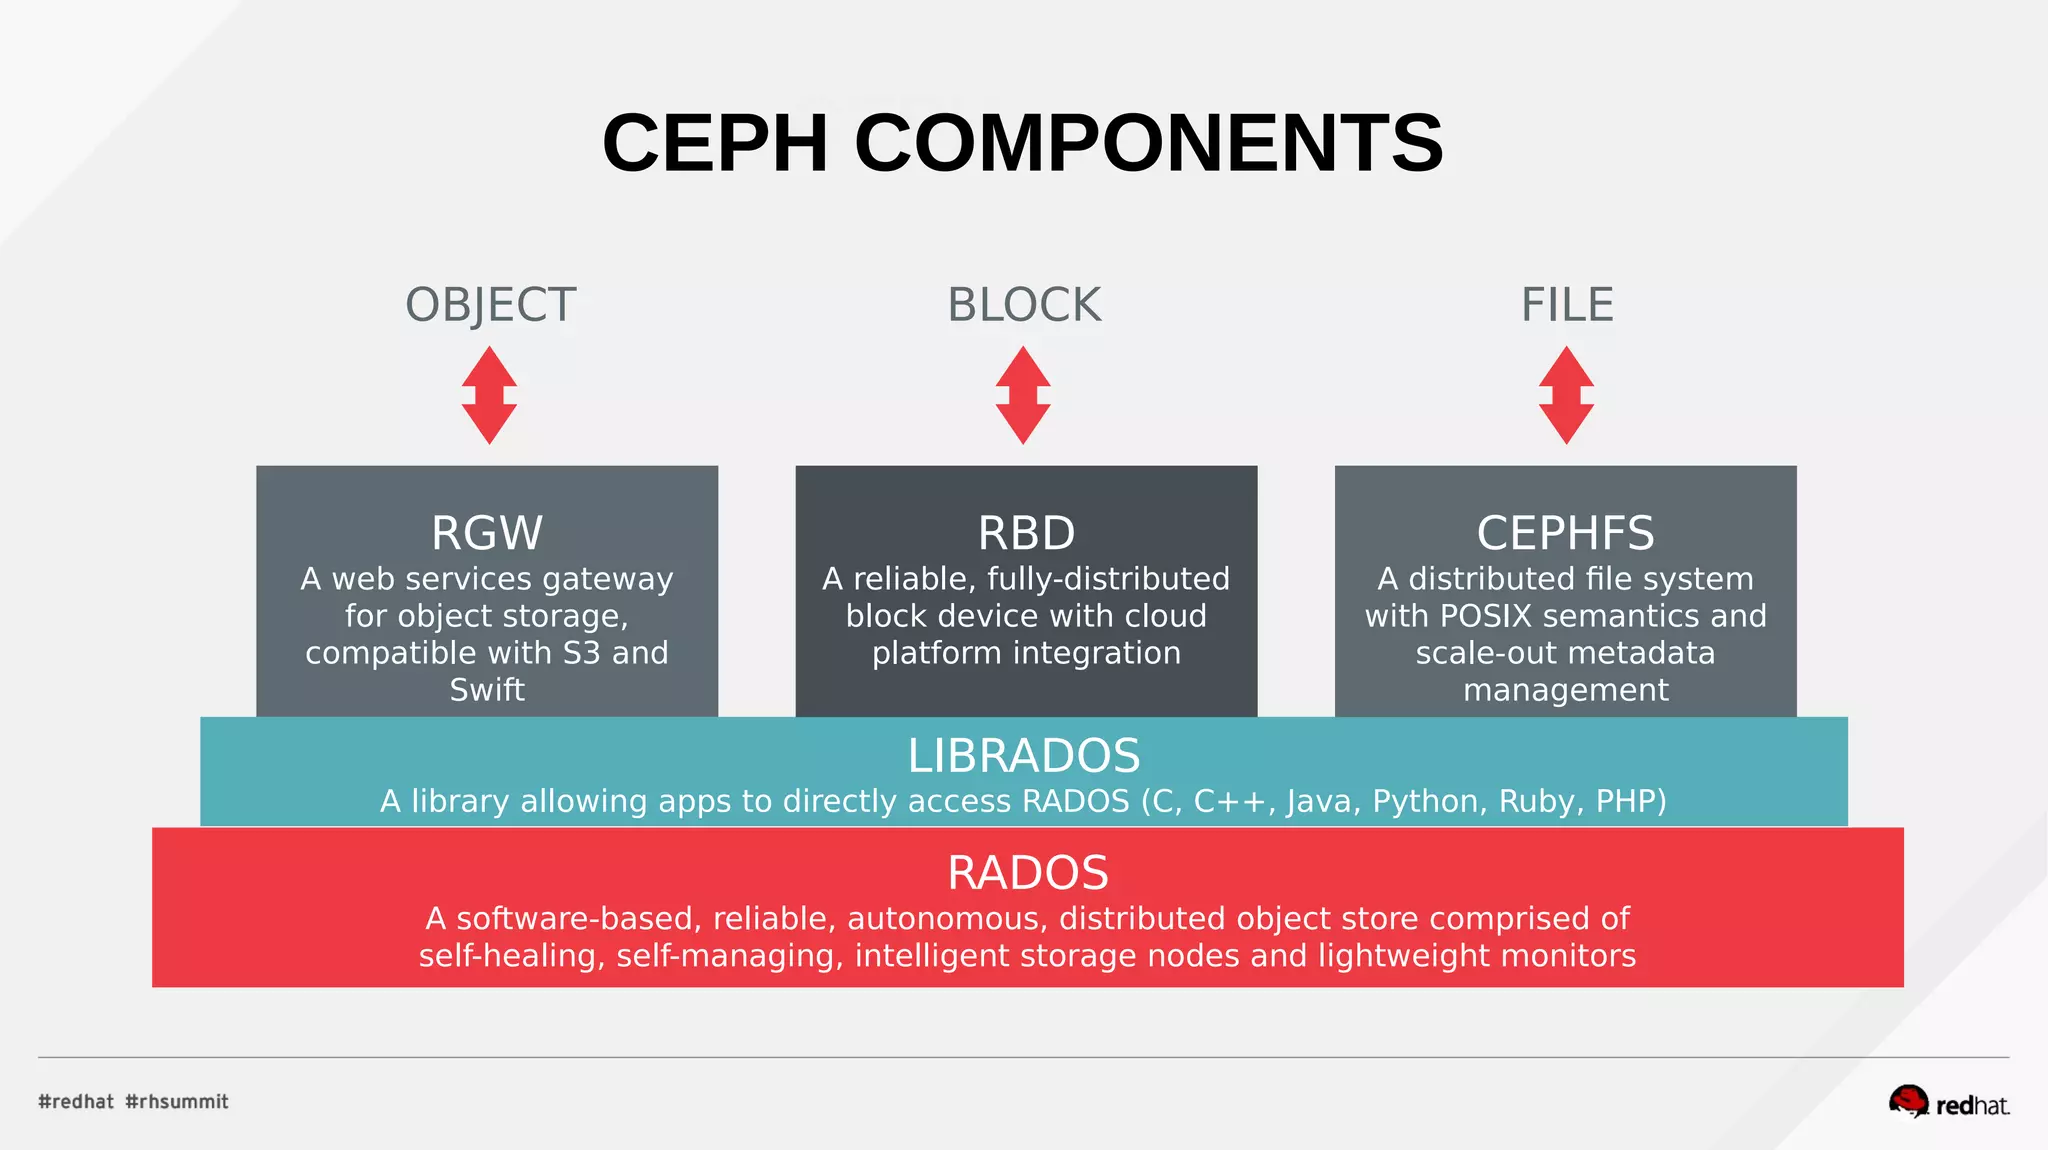 CEPH COMPONENTS
OBJECT
BLOCK
FILE
RGW
A web services gateway
for object storage,
compatible with S3 and
Swift
RBD
A reliable, fully-distributed
block device with cloud
platform integration
CEPHFS
A distributed file system
with POSIX semantics and
scale-out metadata
management
LIBRADOS
A library allowing apps to directly access RADOS (C, C++, Java, Python, Ruby, PHP)
RADOS
A software-based, reliable, autonomous, distributed object store comprised of
self-healing, self-managing, intelligent storage nodes and lightweight monitors
#redhat #rhsummit
redhat.